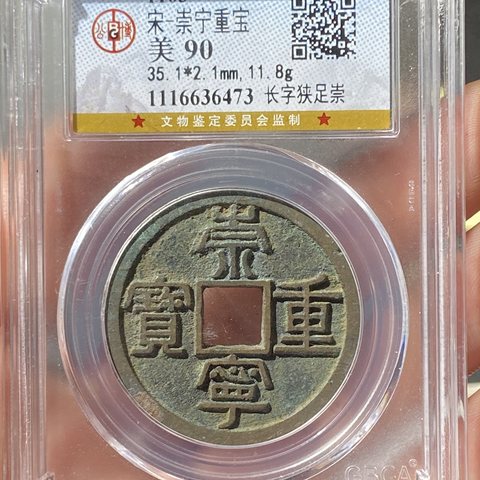 宋·崇宁重宝
美 90
35.1*2.1mm,11.8g
1116636473 长字狭足崇
★ 文物鉴定委员会监制 ★
崇
寶 重
寧